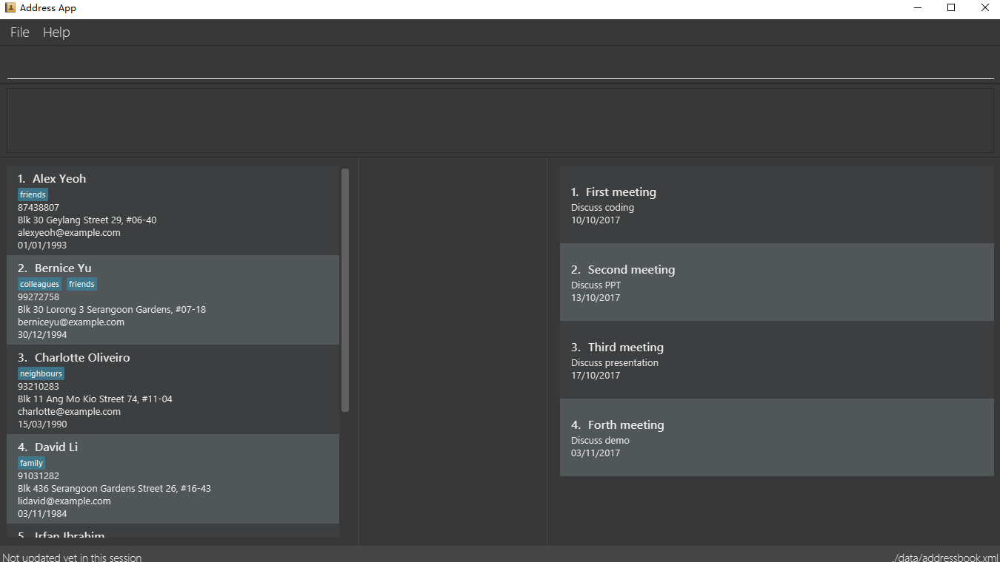 Address App
File Help
1. Alex Yeoh
friends
87438807
Blk 30 Geylang Street 29, #06-40
alexyeoh@example.com
01/01/1993
2. Bernice Yu
colleagues friends
99272758
Blk 30 Lorong 3 Serangoon Gardens, #07-18
berniceyu@example.com
30/12/1994
3. Charlotte Oliveiro
neighbours
93210283
Blk 11 Ang Mo Kio Street 74, #11-04
charlotte@example.com
15/03/1990
4. David Li
family
91031282
Blk 436 Serangoon Gardens Street 26, #16-43
lidavid@example.com
03/11/1984
5. Irfan Ibrahim
1. First meeting
Discuss coding
10/10/2017
2. Second meeting
Discuss PPT
13/10/2017
3. Third meeting
Discuss presentation
17/10/2017
4. Forth meeting
Discuss demo
03/11/2017
Not updated yet in this session
./data/addressbook.xml